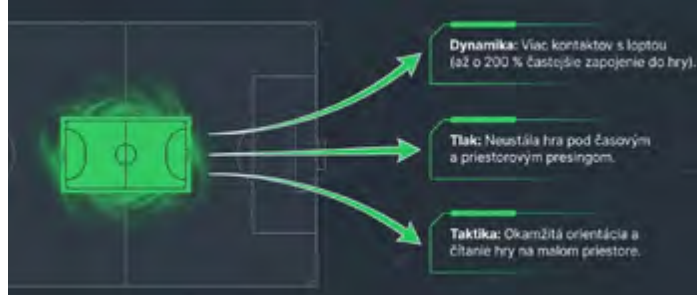 Dynamika: Viac kontaktov s loptou
(až o 200 % častejšie zapojenie do hry).
Tlak: Neustála hra pod časovým
a priestorovým presingom.
Taktika: Okamžitá orientácia a
čítanie hry na malom priestore.